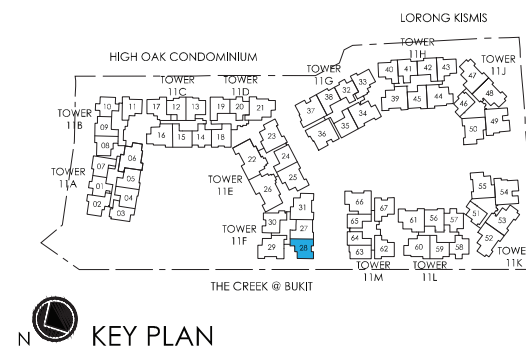 LORONG KISMIS
HIGH OAK CONDOMINIUM
TOWER 11H
TOWER 11J
TOWER 11G
TOWER 11C
TOWER 11D
40 41 42 43
47
48
39 45 44
46
49
50
33
32
38
37
34
35
36
10 11
17 12 13
19 20 21
TOWER 11B
09
16 15 14 18
08
23
22
24
25
26
TOWER 11A
07 06
05
01
04
02
03
TOWER 11E
31
30
27
29
28
TOWER 11F
66
67
65
64
63 62
61 56 57
60 59 58
55
54
51
53
52
TOWER 11M
TOWER 11L
TOWE
11K
THE CREEK @ BUKIT
N
KEY PLAN